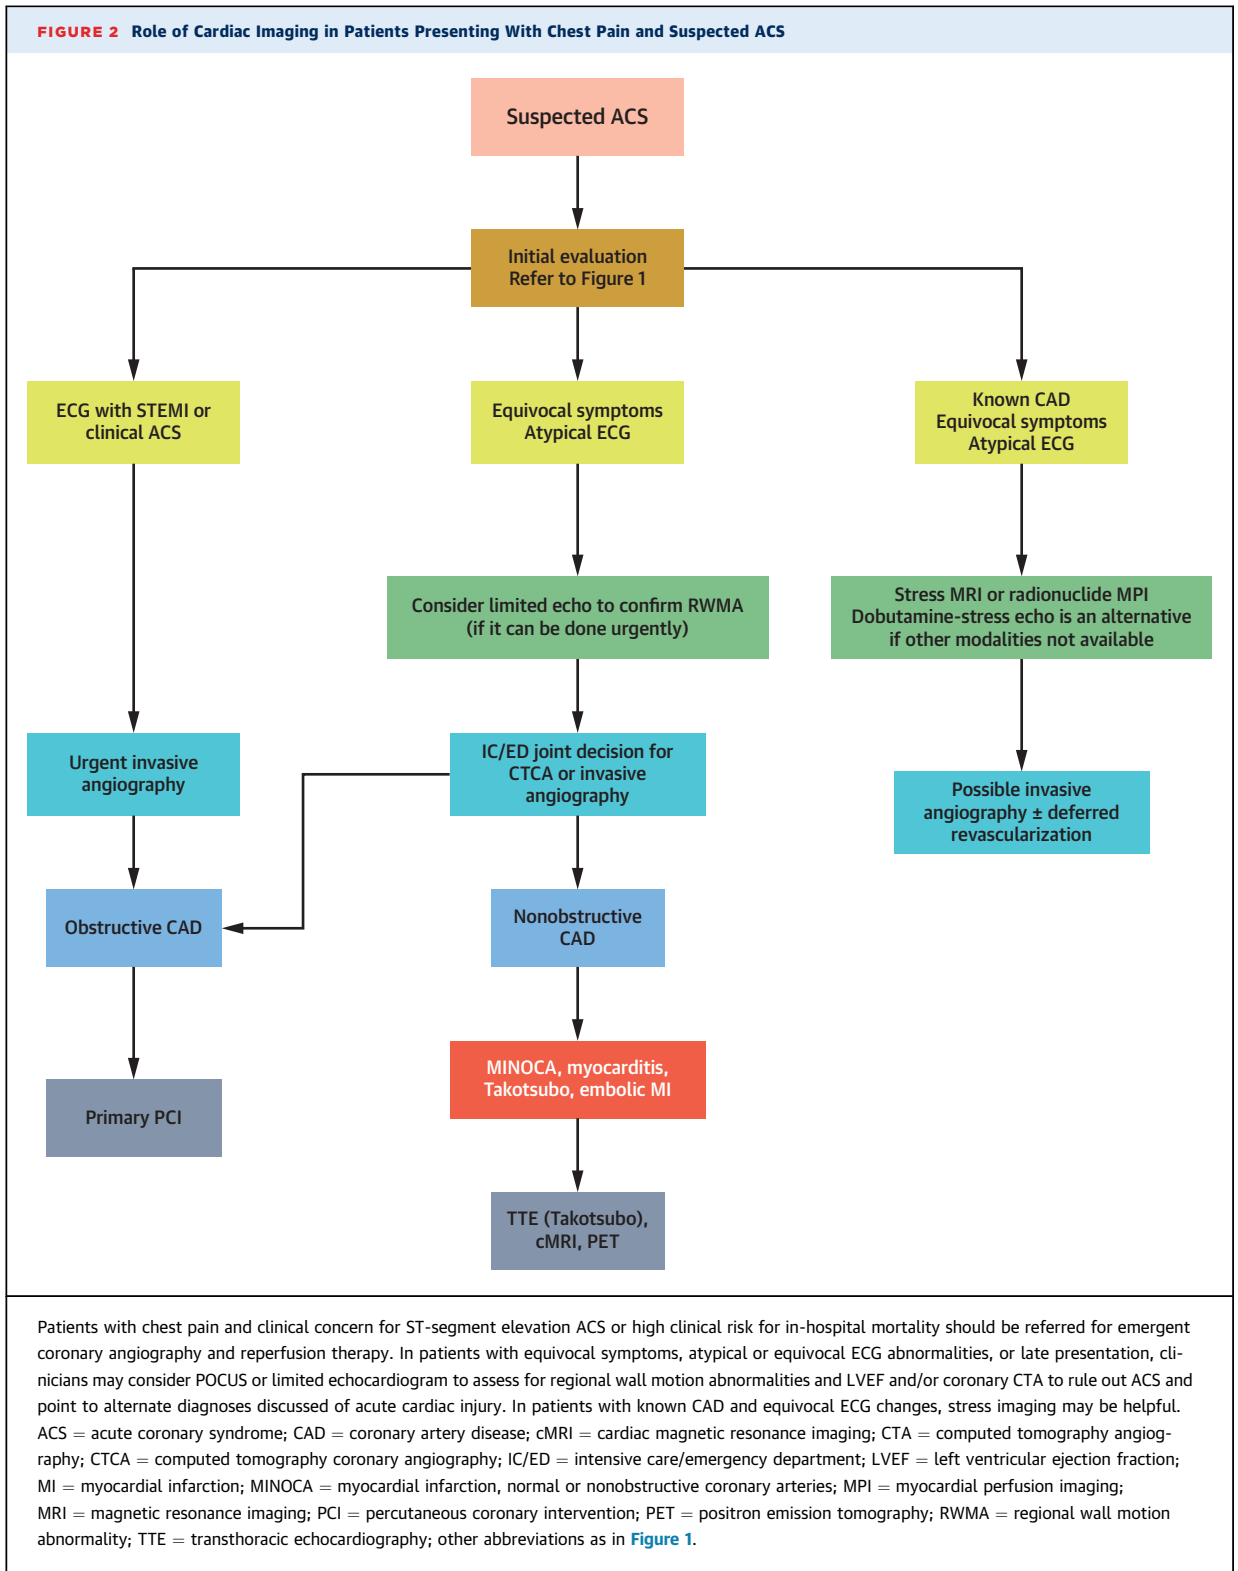 FIGURE 2 Role of Cardiac Imaging in Patients Presenting With Chest Pain and Suspected ACS
Suspected ACS
Initial evaluation
Refer to Figure 1
ECG with STEMI or
clinical ACS
Equivocal symptoms
Atypical ECG
Known CAD
Equivocal symptoms
Atypical ECG
Consider limited echo to confirm RWMA
(if it can be done urgently)
Stress MRI or radionuclide MPI
Dobutamine-stress echo is an alternative
if other modalities not available
Urgent invasive
angiography
IC/ED joint decision for
CTCA or invasive
angiography
Possible invasive
angiography ± deferred
revascularization
Obstructive CAD
Nonobstructive
CAD
MINOCA, myocarditis,
Takotsubo, embolic MI
Primary PCI
TTE (Takotsubo),
cMRI, PET
Patients with chest pain and clinical concern for ST-segment elevation ACS or high clinical risk for in-hospital mortality should be referred for emergent
coronary angiography and reperfusion therapy. In patients with equivocal symptoms, atypical or equivocal ECG abnormalities, or late presentation, cli-
nicians may consider POCUS or limited echocardiogram to assess for regional wall motion abnormalities and LVEF and/or coronary CTA to rule out ACS and
point to alternate diagnoses discussed of acute cardiac injury. In patients with known CAD and equivocal ECG changes, stress imaging may be helpful.
ACS = acute coronary syndrome; CAD = coronary artery disease; cMRI = cardiac magnetic resonance imaging; CTA = computed tomography angiog-
raphy; CTCA = computed tomography coronary angiography; IC/ED = intensive care/emergency department; LVEF = left ventricular ejection fraction;
MI = myocardial infarction; MINOCA = myocardial infarction, normal or nonobstructive coronary arteries; MPI = myocardial perfusion imaging;
MRI = magnetic resonance imaging; PCI = percutaneous coronary intervention; PET = positron emission tomography; RWMA = regional wall motion
abnormality; TTE = transthoracic echocardiography; other abbreviations as in Figure 1.